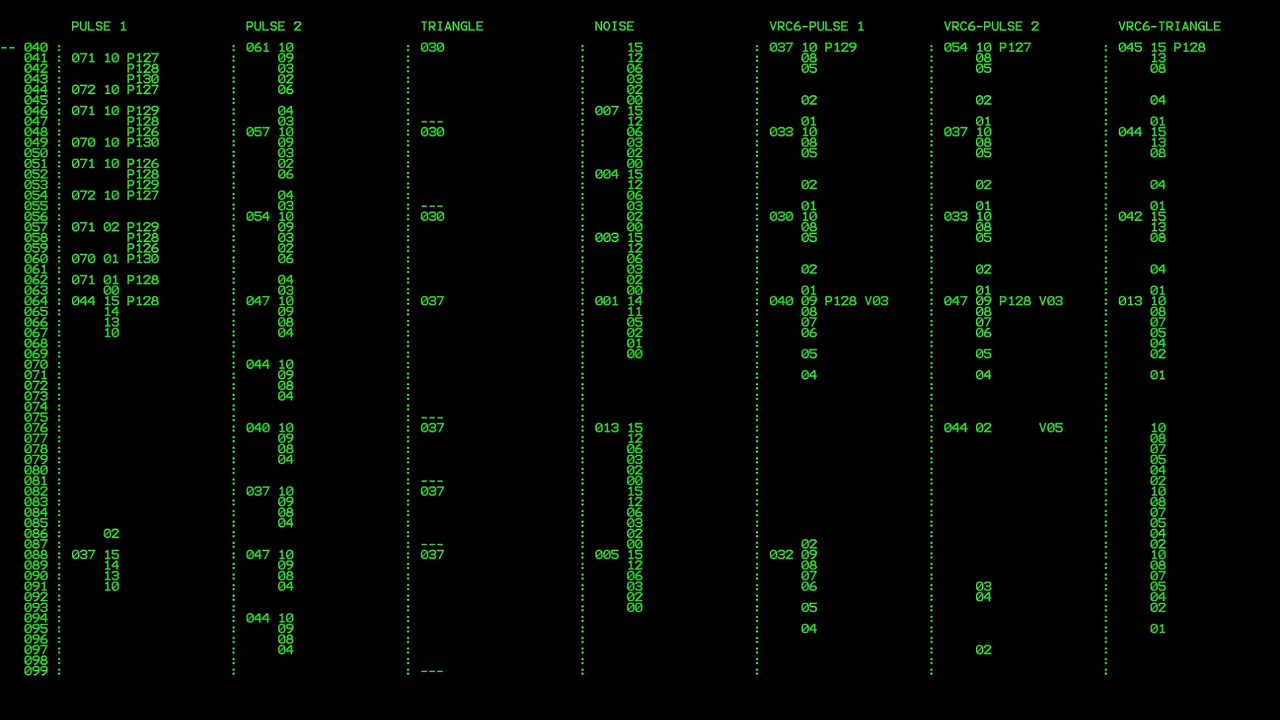 PULSE 1 PULSE 2 TRIANGLE NOISE VRC6-PULSE 1 VRC6-PULSE 2 VRC6-TRIANGLE
-- 040 : : 061 10 : 030 : 15 : 037 10 P129 : 054 10 P127 : 045 15 P128
041 : 071 10 P127 : 09 : : 12 : 08 : 08 : 13
042 : P128 : 03 : : 06 : 05 : 05 : 08
043 : P130 : 02 : : 03 : : :
044 : 072 10 P127 : 06 : : 02 : : :
045 : : : : 00 : 02 : 02 : 04
046 : 071 10 P129 : 04 : : 007 15 : : :
047 : P128 : 03 : --- : 12 : 01 : 01 :
048 : P126 : 057 10 : 030 : 06 : 033 10 : 037 10 : 044 15
049 : 070 10 P130 : 09 : : 03 : 08 : 08 : 13
050 : : 03 : : 02 : 05 : 05 : 08
051 : 071 10 P126 : 02 : : 00 : : :
052 : P128 : 06 : : 004 15 : : :
053 : P129 : : : 12 : 02 : 02 : 04
054 : 072 10 P127 : 04 : : 06 : : :
055 : : 03 : --- : 03 : 01 : 01 :
056 : : 054 10 : 030 : 02 : 030 10 : 033 10 : 042 15
057 : 071 02 P129 : 09 : : 00 : 08 : 08 : 13
058 : P128 : 03 : : 003 15 : 05 : 05 : 08
059 : P126 : 02 : : 12 : : :
060 : 070 01 P130 : 06 : : 06 : : :
061 : : : : 03 : 02 : 02 : 04
062 : 071 01 P128 : 04 : : 02 : : :
063 : 00 : 03 : : 00 : 01 : 01 :
064 : 044 15 P128 : 047 10 : 037 : 001 14 : 040 09 P128 V03 : 047 09 P128 V03 : 013 10
065 : 14 : 09 : : 11 : 08 : 08 : 08
066 : 13 : 08 : : 05 : 07 : 07 : 07
067 : 10 : 04 : : 02 : 06 : 06 : 05
068 : : : : 01 : : : 04
069 : : : : 00 : 05 : 05 : 02
070 : : 044 10 : : : : :
071 : : 09 : : : 04 : 04 : 01
072 : : 08 : : : : :
073 : : 04 : : : : :
074 : : : : : : :
075 : : : --- : : : :
076 : : 040 10 : 037 : 013 15 : : 044 02 V05 : 10
077 : : 09 : : 12 : : : 08
078 : : 08 : : 06 : : : 07
079 : : 04 : : 03 : : : 05
080 : : : : 02 : : : 04
081 : : : --- : 00 : : : 02
082 : : 037 10 : 037 : 15 : : : 10
083 : : 09 : : 12 : : : 08
084 : : 08 : : 06 : : : 07
085 : : 04 : : 03 : : : 05
086 : 02 : : : 02 : : : 04
087 : : : --- : 00 : 02 : : 02
088 : 037 15 : 047 10 : 037 : 005 15 : 032 09 : : 10
089 : 14 : 09 : : 12 : 08 : : 08
090 : 13 : 08 : : 06 : 07 : : 07
091 : 10 : 04 : : 03 : 06 : 03 : 05
092 : : : : 02 : : 04 : 04
093 : : : : 00 : 05 : : 02
094 : : 044 10 : : : : :
095 : : 09 : : : 04 : : 01
096 : : 08 : : : : :
097 : : 04 : : : : 02 :
098 : : : : : : :
099 : : : --- : : : :